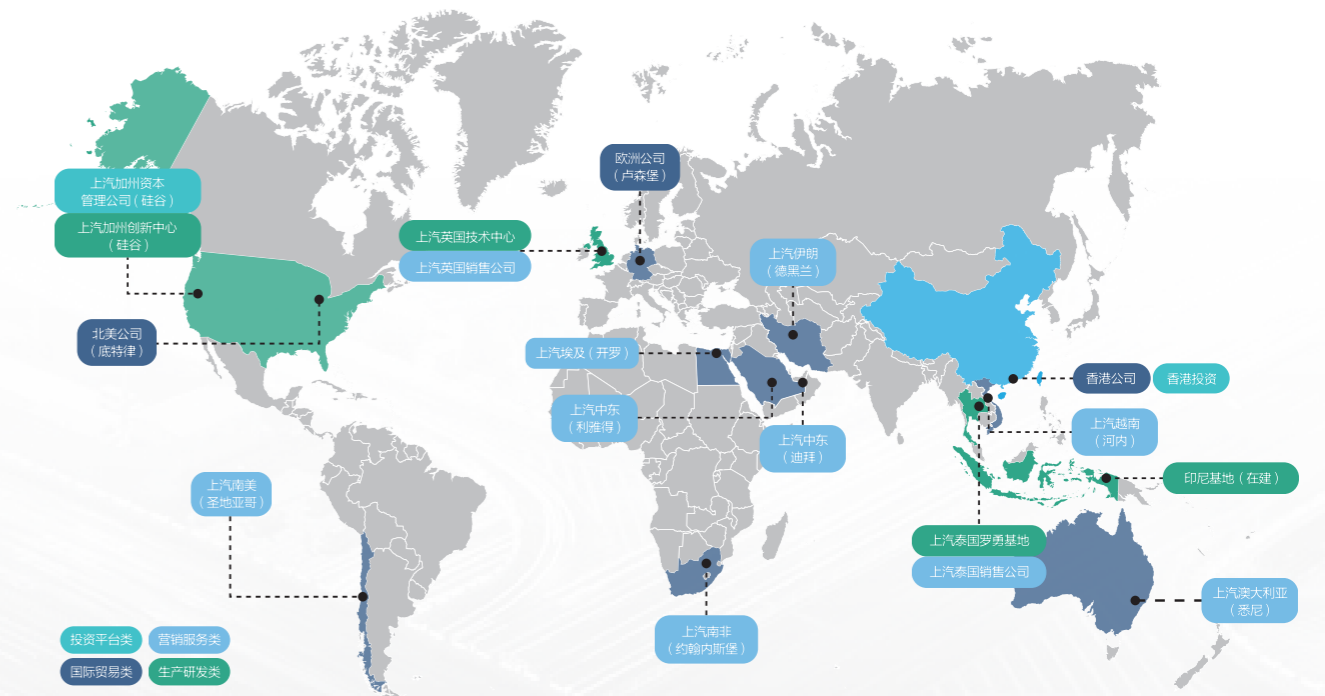 欧洲公司
（卢森堡）
上汽加州资本
管理公司（硅谷）
上汽加州创新中心
（硅谷）
上汽英国技术中心
上汽英国销售公司
上汽伊朗
（德黑兰）
北美公司
（底特律）
上汽埃及（开罗）
香港公司
香港投资
上汽中东
（利雅得）
上汽中东
（迪拜）
上汽越南
（河内）
上汽南美
（圣地亚哥）
印尼基地（在建）
上汽泰国罗勇基地
上汽泰国销售公司
上汽澳大利亚
（悉尼）
上汽南非
（约翰内斯堡）
投资平台类
营销服务类
国际贸易类
生产研发类